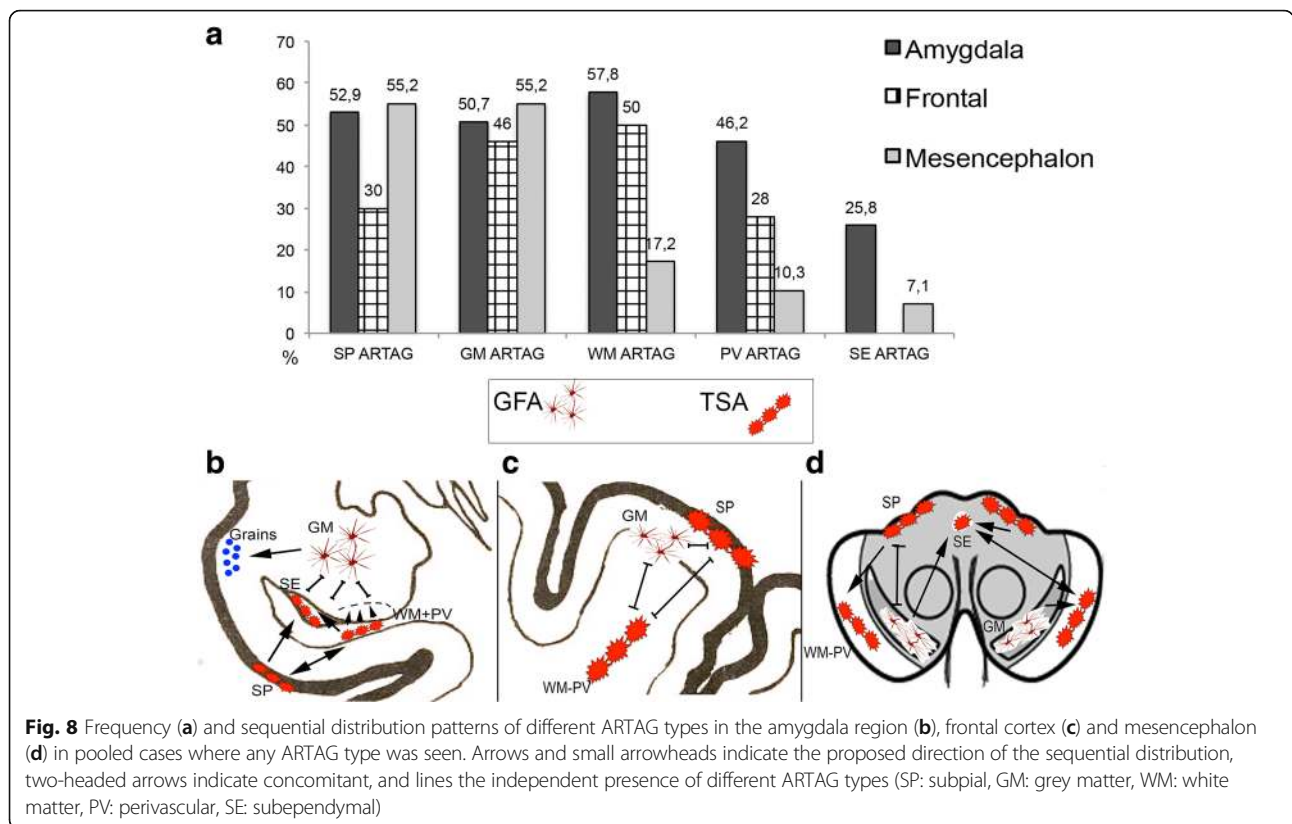 a
70
60
50
40
30
20
10
0
%
52,9
30
55,2
50,7
46
55,2
57,8
50
17,2
46,2
28
10,3
25,8
7,1
SP ARTAG GM ARTAG WM ARTAG PV ARTAG SE ARTAG
Amygdala
Frontal
Mesencephalon
GFA TSA
b
Grains
GM
SE
WM+PV
SP
c
GM
SP
WM-PV
d
SP
SE
GM
WM-PV
Fig. 8 Frequency (a) and sequential distribution patterns of different ARTAG types in the amygdala region (b), frontal cortex (c) and mesencephalon
(d) in pooled cases where any ARTAG type was seen. Arrows and small arrowheads indicate the proposed direction of the sequential distribution,
two-headed arrows indicate concomitant, and lines the independent presence of different ARTAG types (SP: subpial, GM: grey matter, WM: white
matter, PV: perivascular, SE: subependymal)